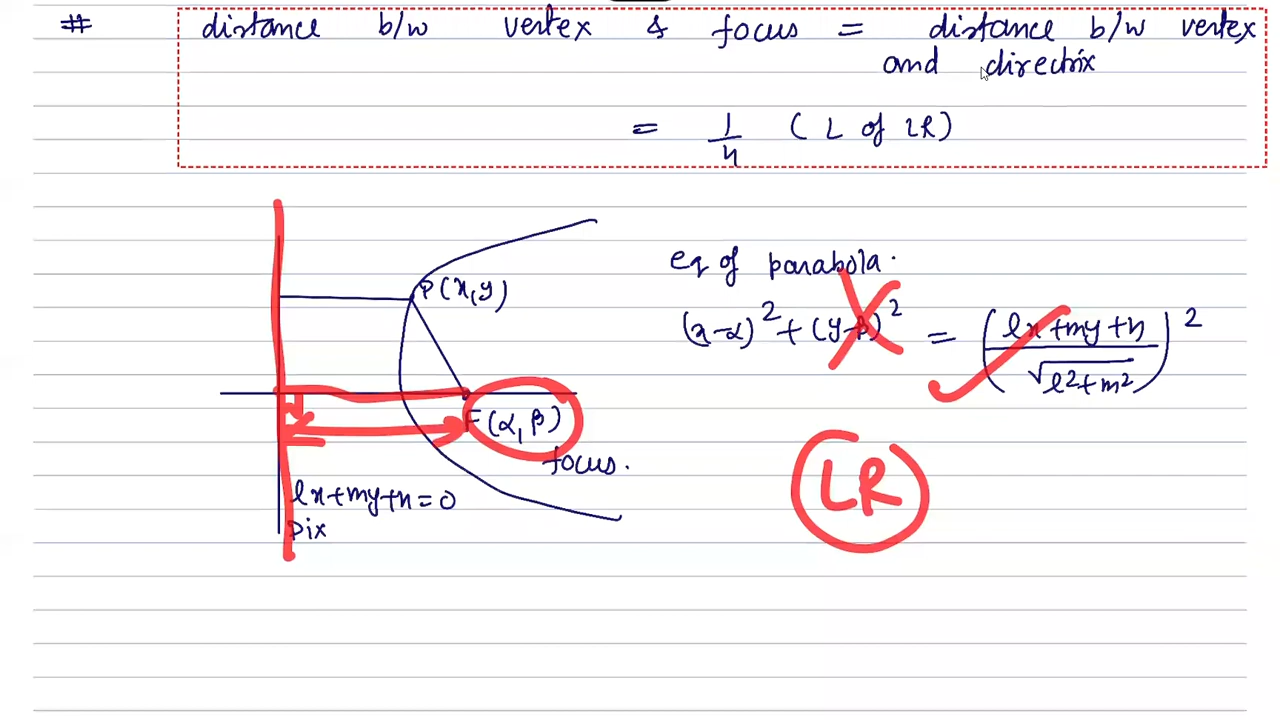 # distance b/w vertex & focus = distance b/w vertex
and directrix
= 1/4 ( L of LR)
eq of parabola.
P(x,y)
(x-α)² + (y-β)² = (lx+my+n / √l²+m²)²
F(α, β)
focus.
LR
lx+my+n=0
Dix